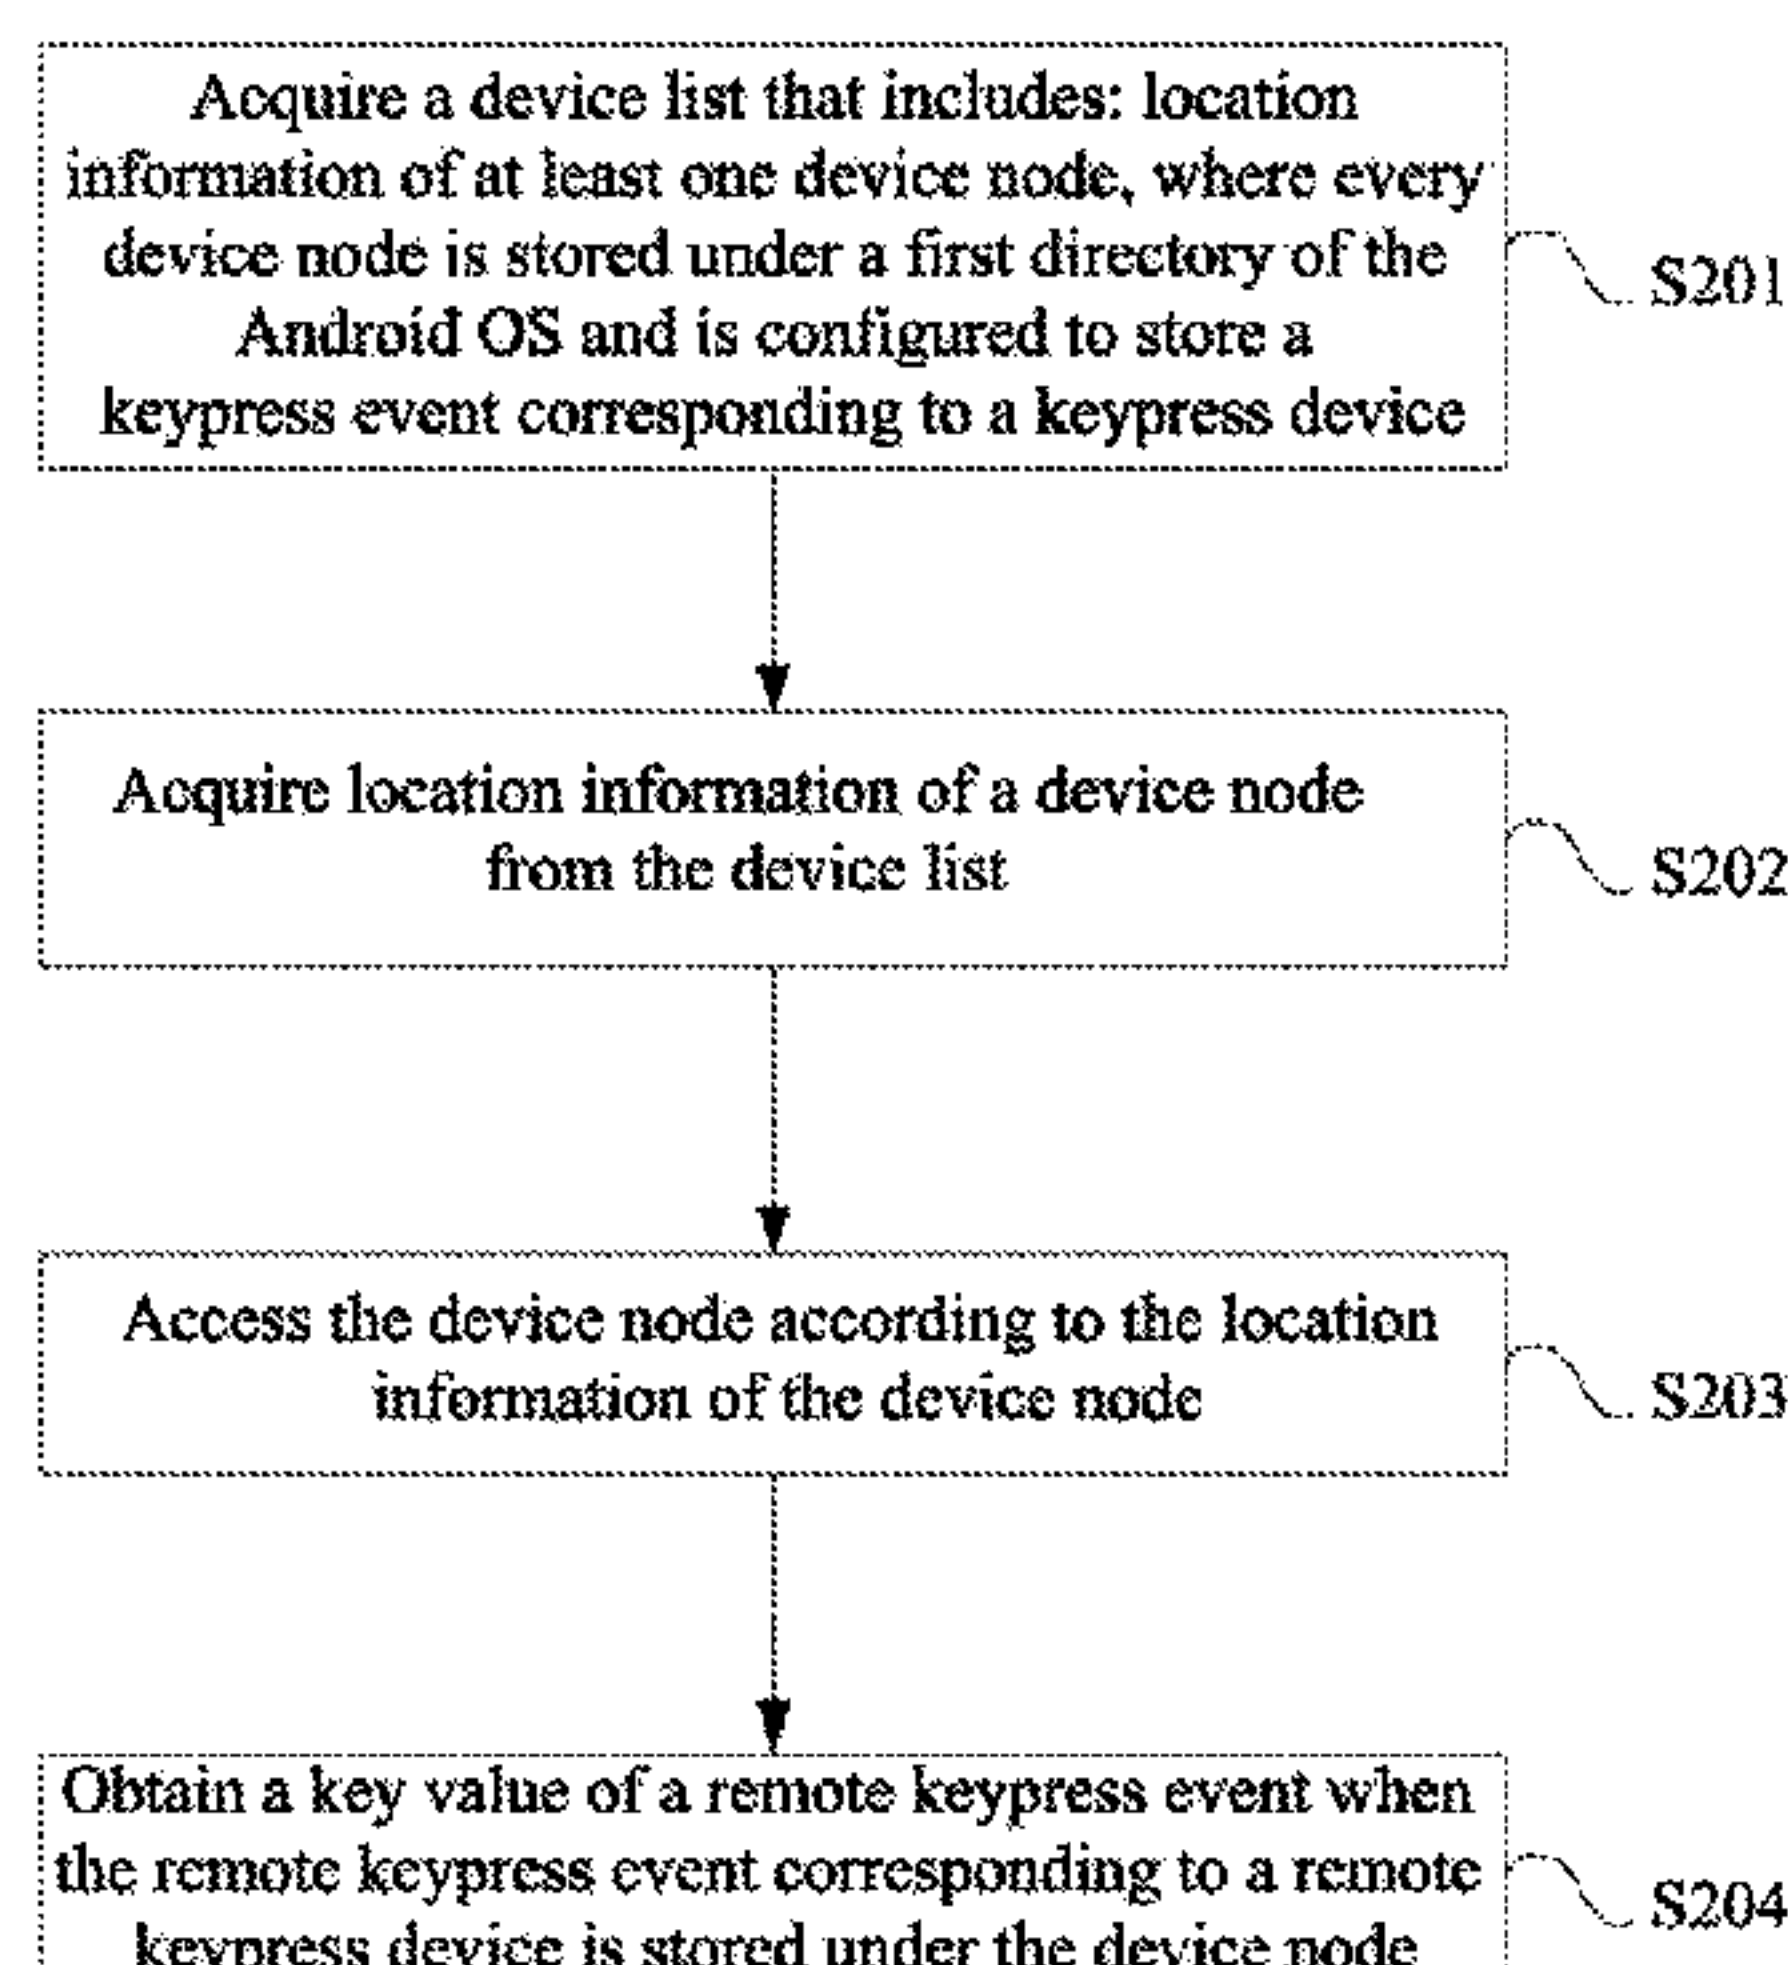 Acquire a device list that includes: location
information of at least one device node, where every
device node is stored under a first directory of the
Android OS and is configured to store a
keypress event corresponding to a keypress device
S201
Acquire location information of a device node
from the device list
S202
Access the device node according to the location
information of the device node
S203
Obtain a key value of a remote keypress event when
the remote keypress event corresponding to a remote
keypress device is stored under the device node
S204